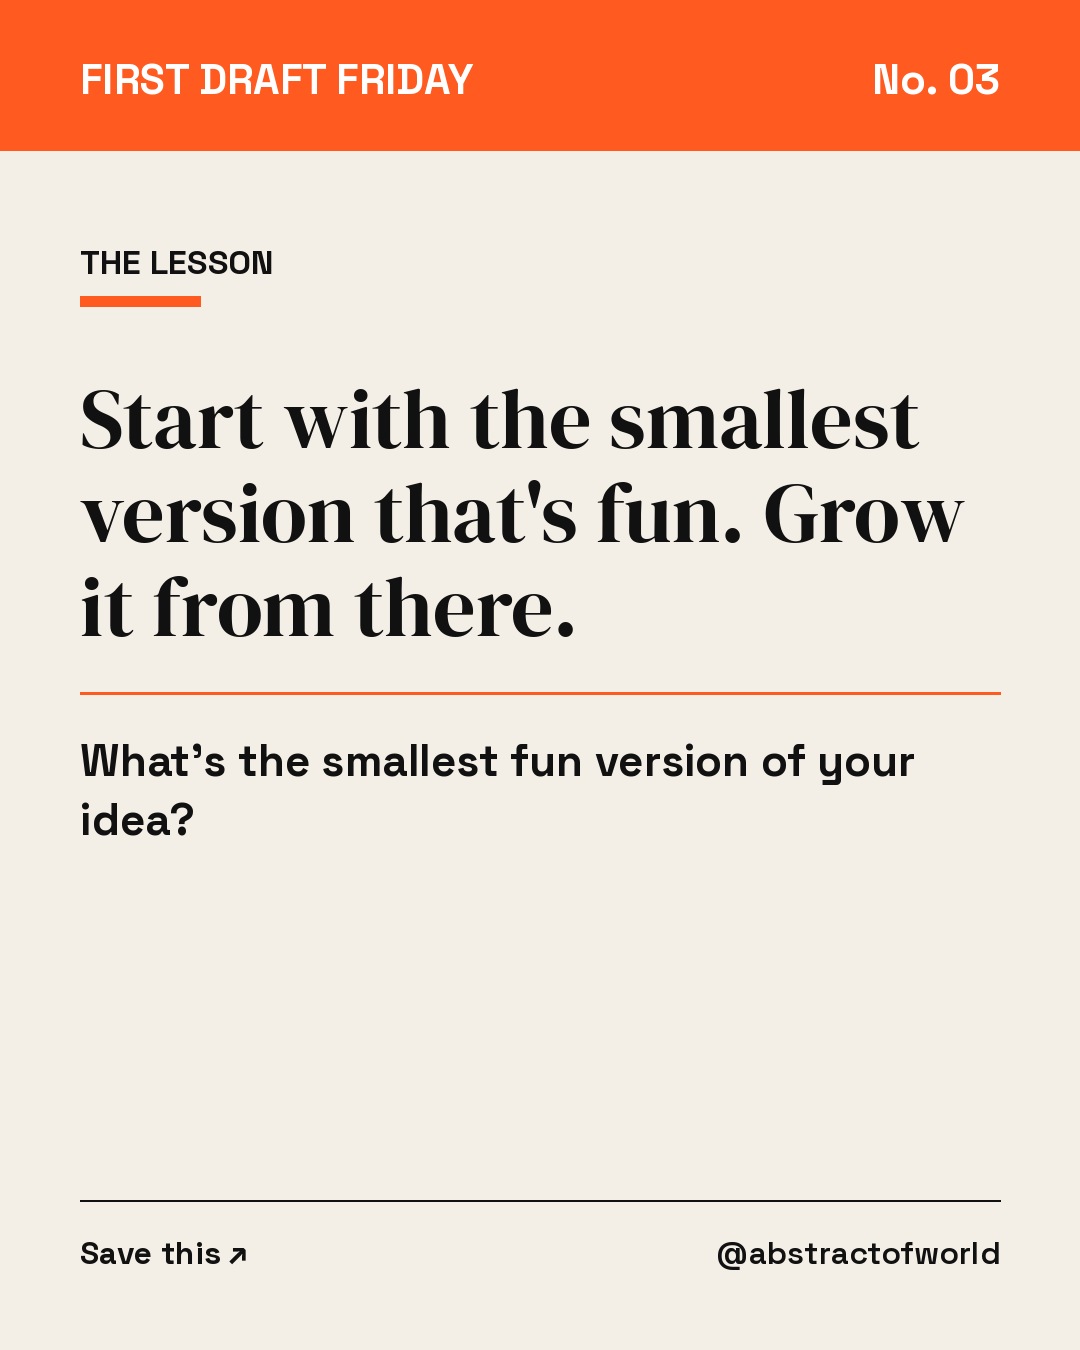 FIRST DRAFT FRIDAY
No. 03
THE LESSON
Start with the smallest
version that's fun. Grow
it from there.
What’s the smallest fun version of your
idea?
Save this ↗
@abstractofworld